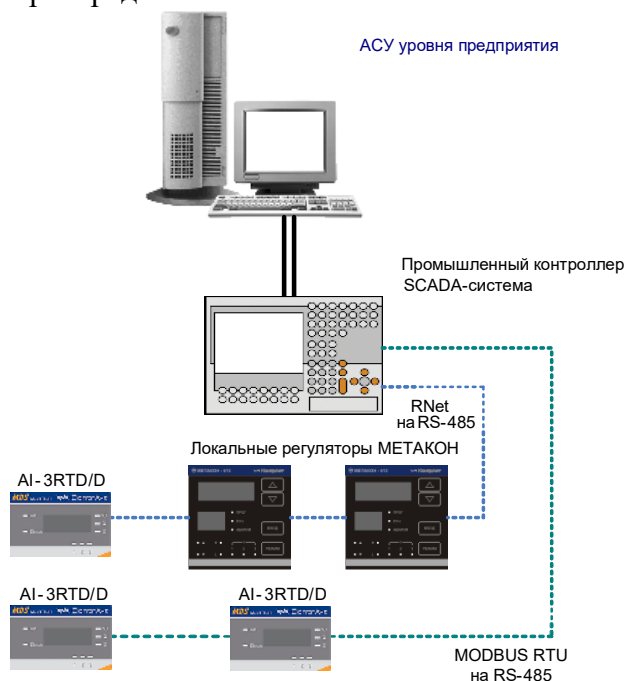 АСУ уровня предприятия
Промышленный контроллер
SCADA-система
RNet
на RS-485
Локальные регуляторы МЕТАКОН
AI-3RTD/D
AI-3RTD/D
AI-3RTD/D
MODBUS RTU
на RS-485